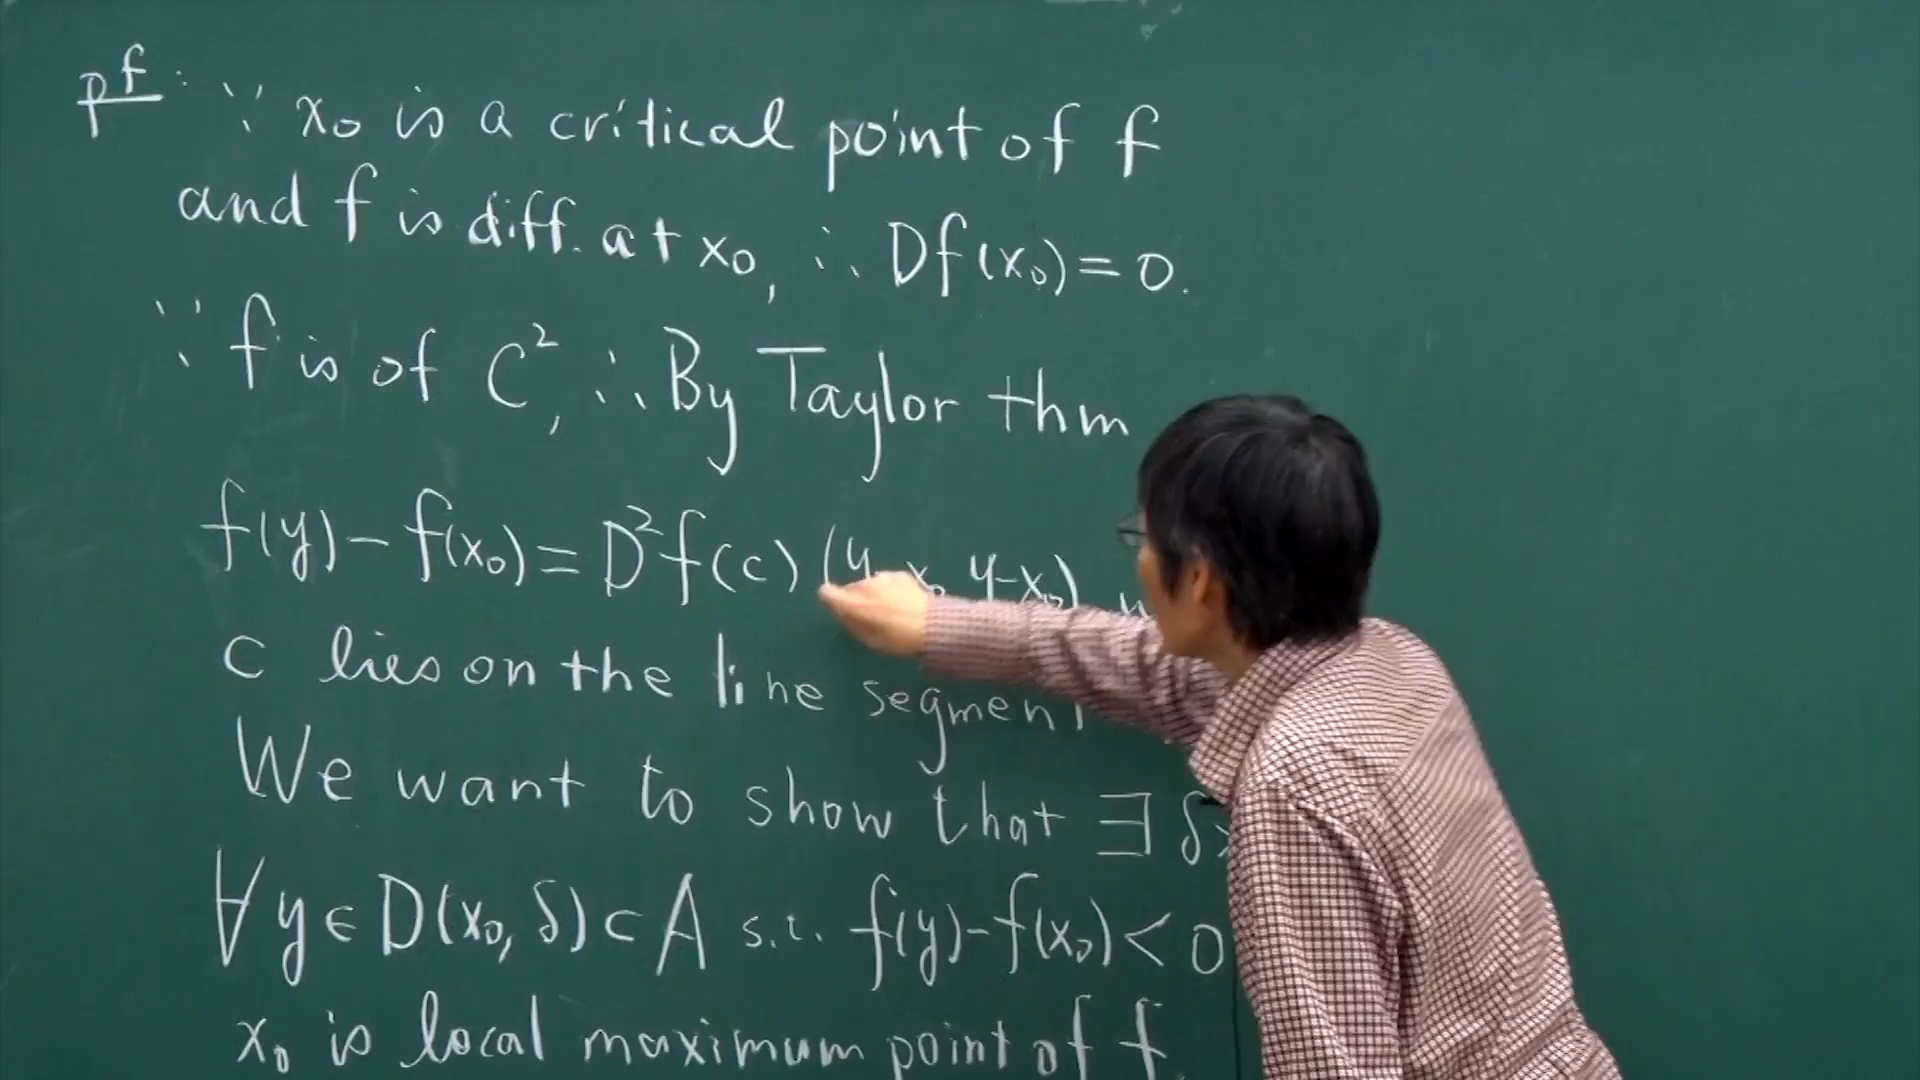 pf: ∵ x₀ is a critical point of f
and f is diff. at x₀, ∴ Df(x₀)=0.
∵ f is of C², ∴ By Taylor thm
f(y)-f(x₀)=D²f(c)(y-x₀, y-x₀)
c lies on the line segment
We want to show that ∃ δ>
∀y∈D(x₀, δ)⊂A s.t. f(y)-f(x₀)<0
x₀ is local maximum point of f.